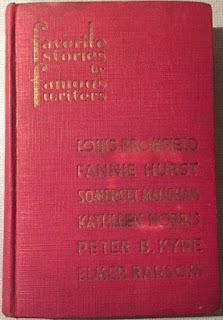 favorite
stories
by
famous
writers
LOUIS BROMFIELD
FANNIE HURST
SOMERSET MAUGHAM
KATHLEEN NORRIS
PETER B. KYNE
ELMER RANSOM